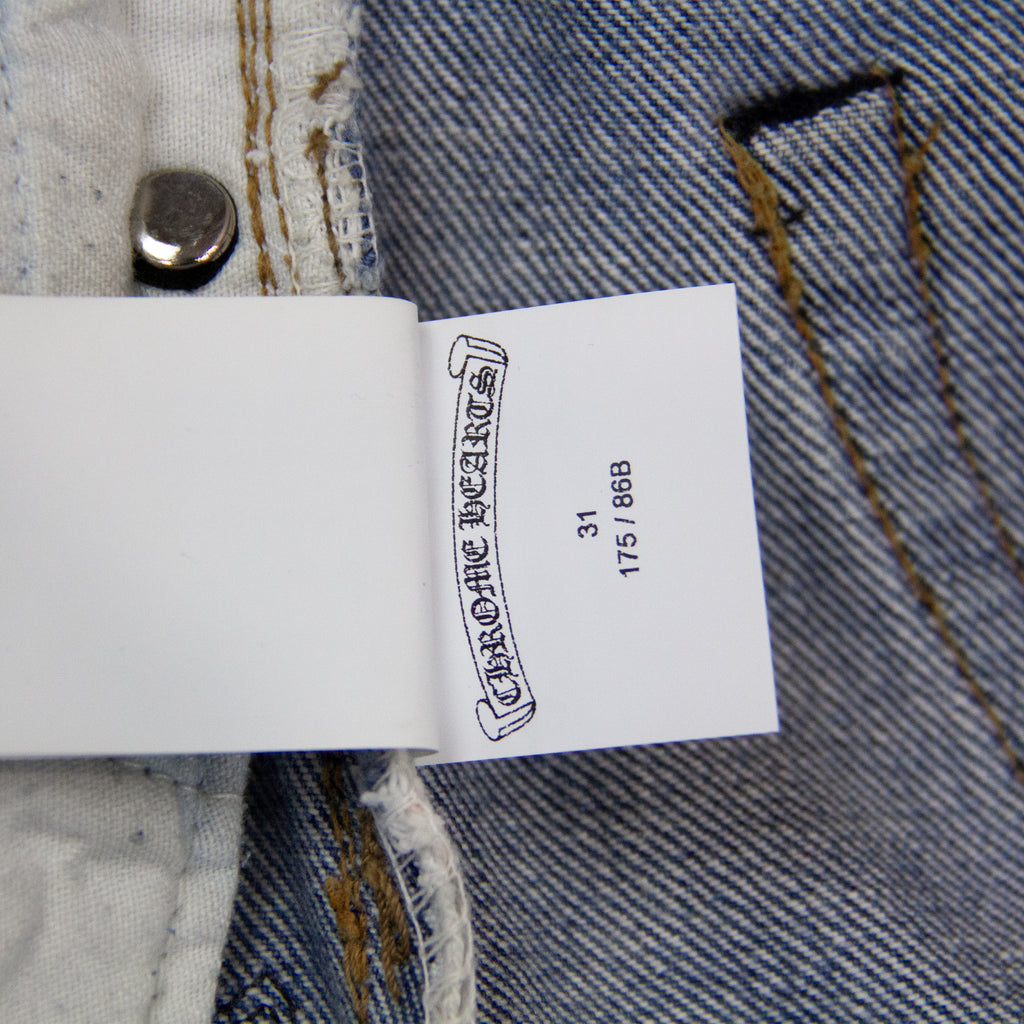 CHROME HEARTS
31
175 / 86B